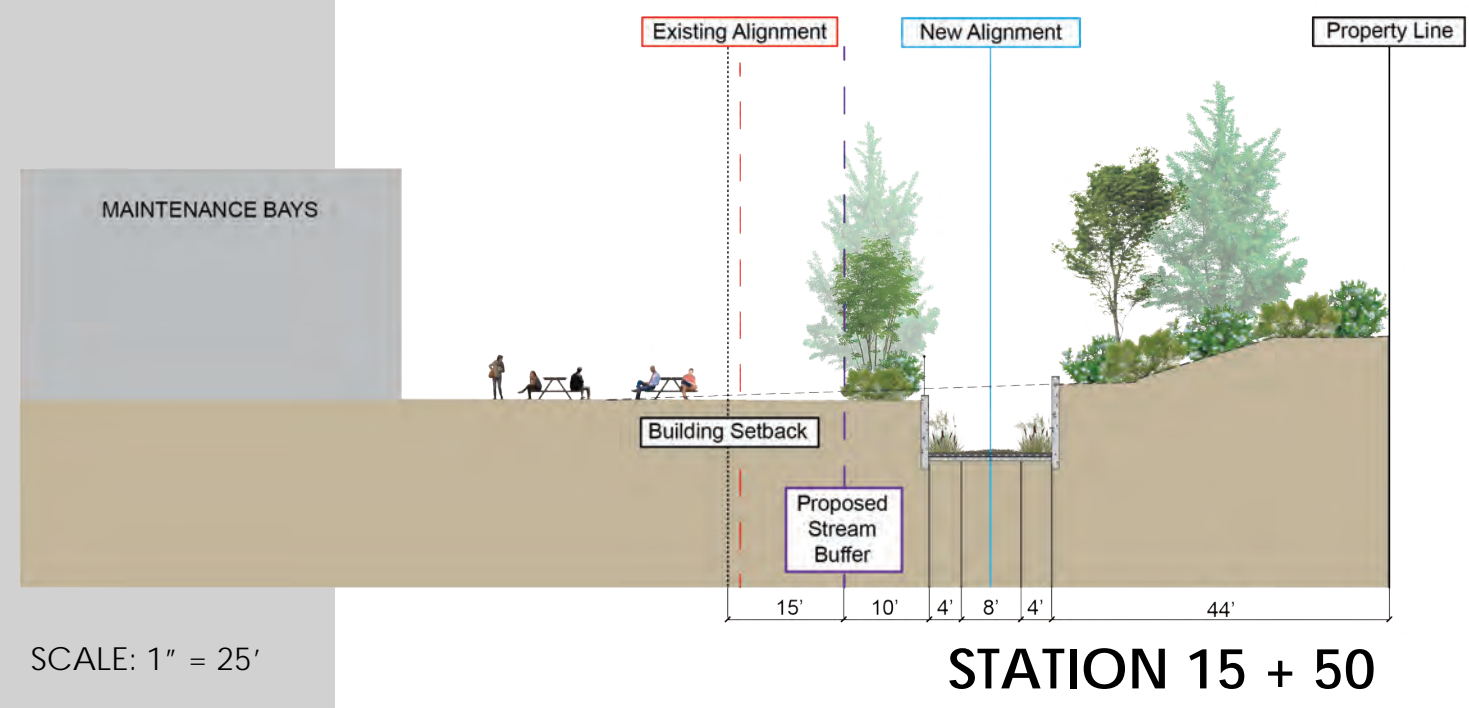 Existing Alignment
New Alignment
Property Line
MAINTENANCE BAYS
Building Setback
Proposed
Stream
Buffer
15’
10’
4’
8’
4’
44’
SCALE: 1" = 25’
STATION 15 + 50